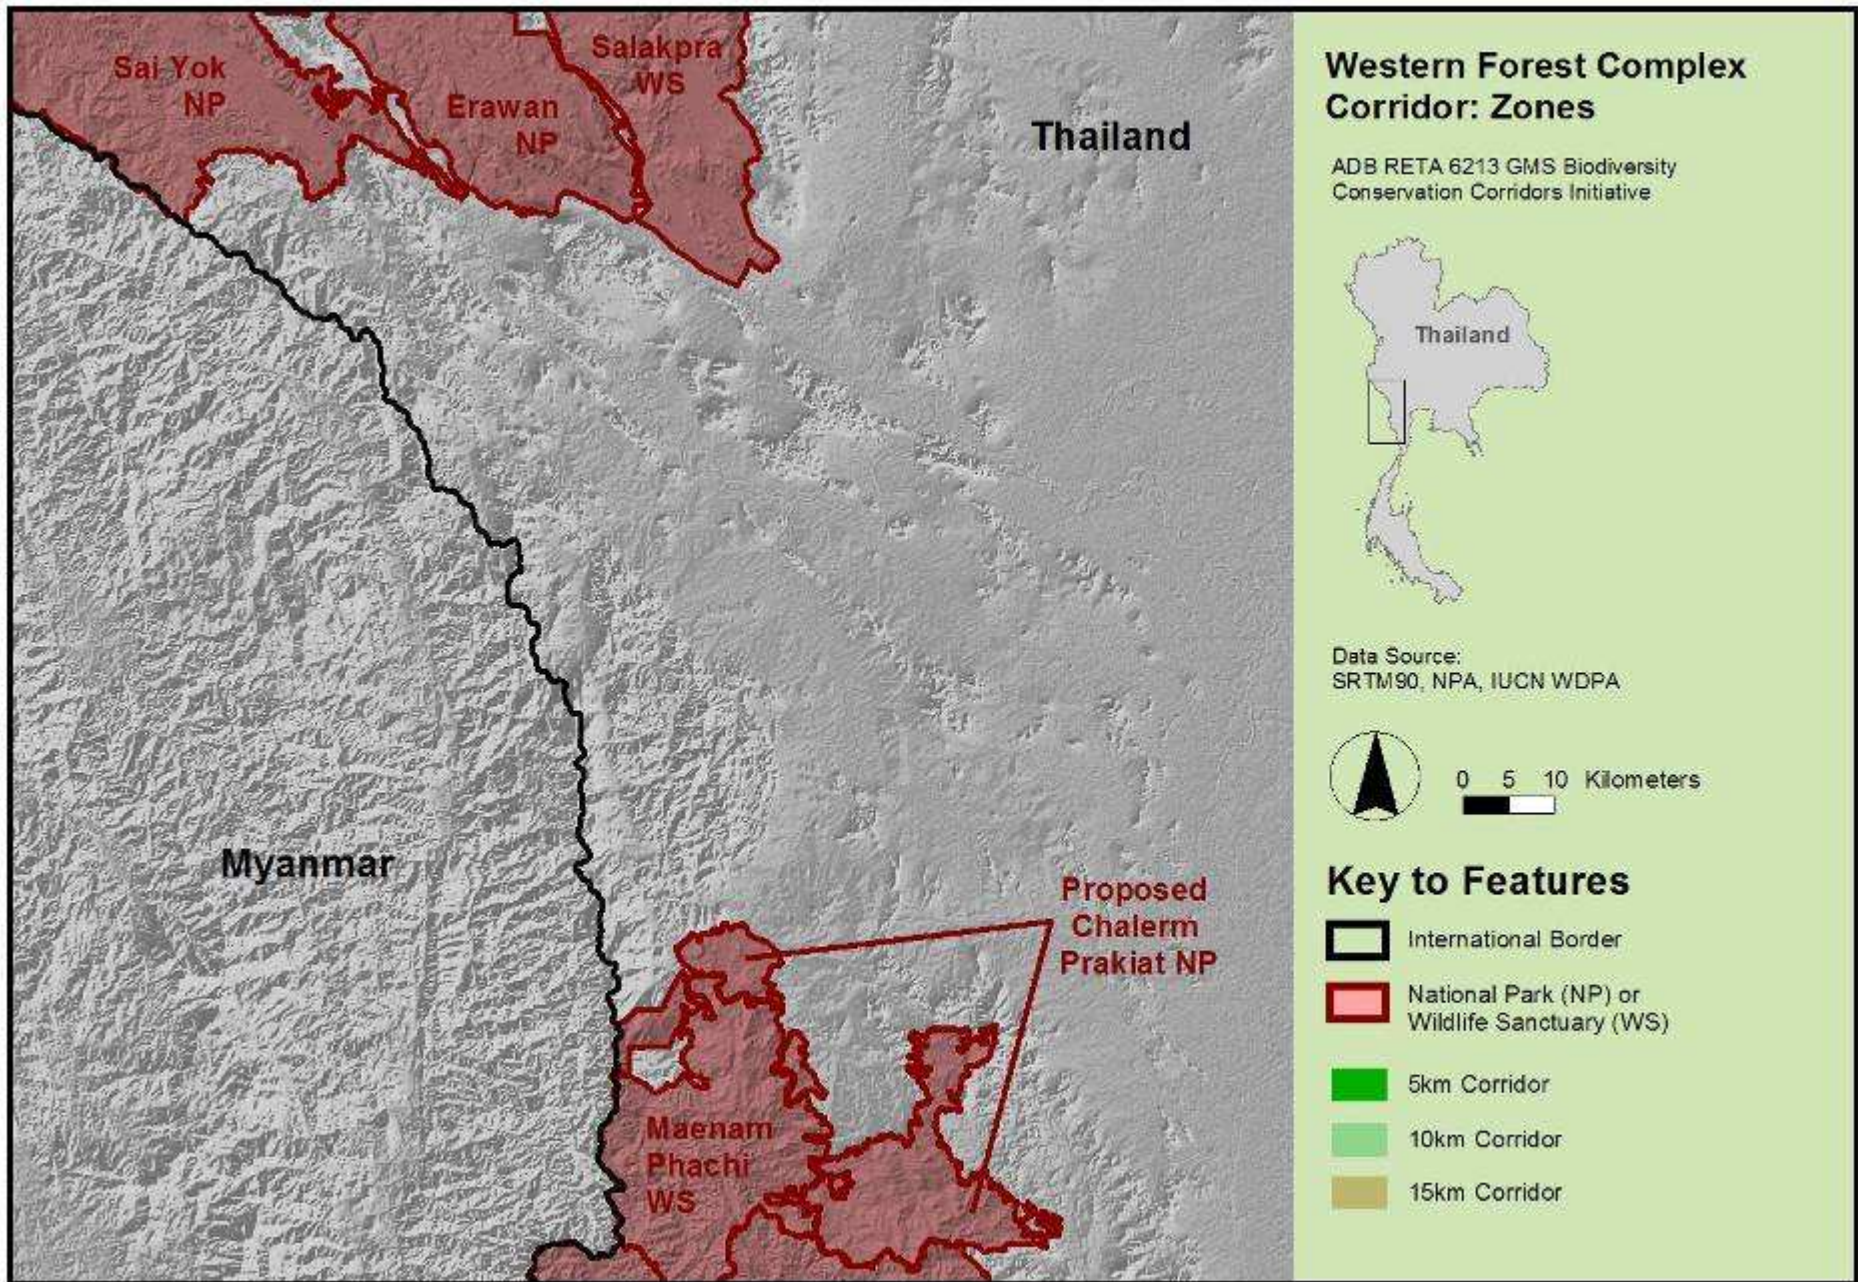 Sai Yok
NP
Erawan
NP
Salakpra
WS
Thailand
Myanmar
Proposed
Chalerm
Prakiat NP
Maenam
Phachi
WS
Western Forest Complex
Corridor: Zones
ADB RETA 6213 GMS Biodiversity
Conservation Corridors Initiative
Thailand
Data Source:
SRTM90, NPA, IUCN WDPA
0 5 10 Kilometers
Key to Features
International Border
National Park (NP) or
Wildlife Sanctuary (WS)
5km Corridor
10km Corridor
15km Corridor